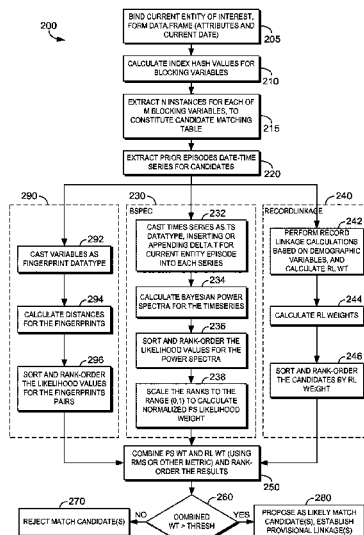 200
BIND CURRENT ENTITY OF INTEREST,
FORM DATA.FRAME (ATTRIBUTES AND
CURRENT DATE)
205
CALCULATE INDEX HASH VALUES FOR
BLOCKING VARIABLES
210
EXTRACT N INSTANCES FOR EACH OF
M BLOCKING VARIABLES, TO
CONSTITUTE CANDIDATE MATCHING
TABLE
215
EXTRACT PRIOR EPISODES DATE-TIME
SERIES FOR CANDIDATES
220
290
292
CAST VARIABLES AS
FINGERPRINT DATATYPE
294
CALCULATE DISTANCES
FOR THE FINGERPRINTS
296
SORT AND RANK-ORDER
THE LIKELIHOOD VALUES
FOR THE FINGERPRINTS
PAIRS
230
BSPEC
232
CAST TIMES SERIES AS TS
DATATYPE, INSERTING OR
APPENDING DELTA.T FOR
CURRENT ENTITY EPISODE
INTO EACH SERIES
234
CALCULATE BAYESIAN POWER
SPECTRA FOR THE TIMESERIES
236
SORT AND RANK-ORDER THE
LIKELIHOOD VALUES FOR THE
POWER SPECTRA
238
SCALE THE RANKS TO THE
RANGE (0,1) TO CALCULATE
NORMALIZED PS LIKELIHOOD
WEIGHT
240
RECORDLINKAGE
242
PERFORM RECORD
LINKAGE CALCULATIONS
BASED ON DEMOGRAPHIC
VARIABLES, AND
CALCULATE RL WT
244
CALCULATE RL WEIGHTS
246
SORT AND RANK-ORDER
THE CANDIDATES BY RL
WEIGHT
COMBINE PS WT AND RL WT (USING
RMS OR OTHER METRIC) AND RANK-
ORDER THE RESULTS
250
260
COMBINED
WT > THRESH
NO
YES
270
REJECT MATCH CANDIDATE(S)
280
PROPOSE AS LIKELY MATCH
CANDIDATE(S), ESTABLISH
PROVISIONAL LINKAGE(S)